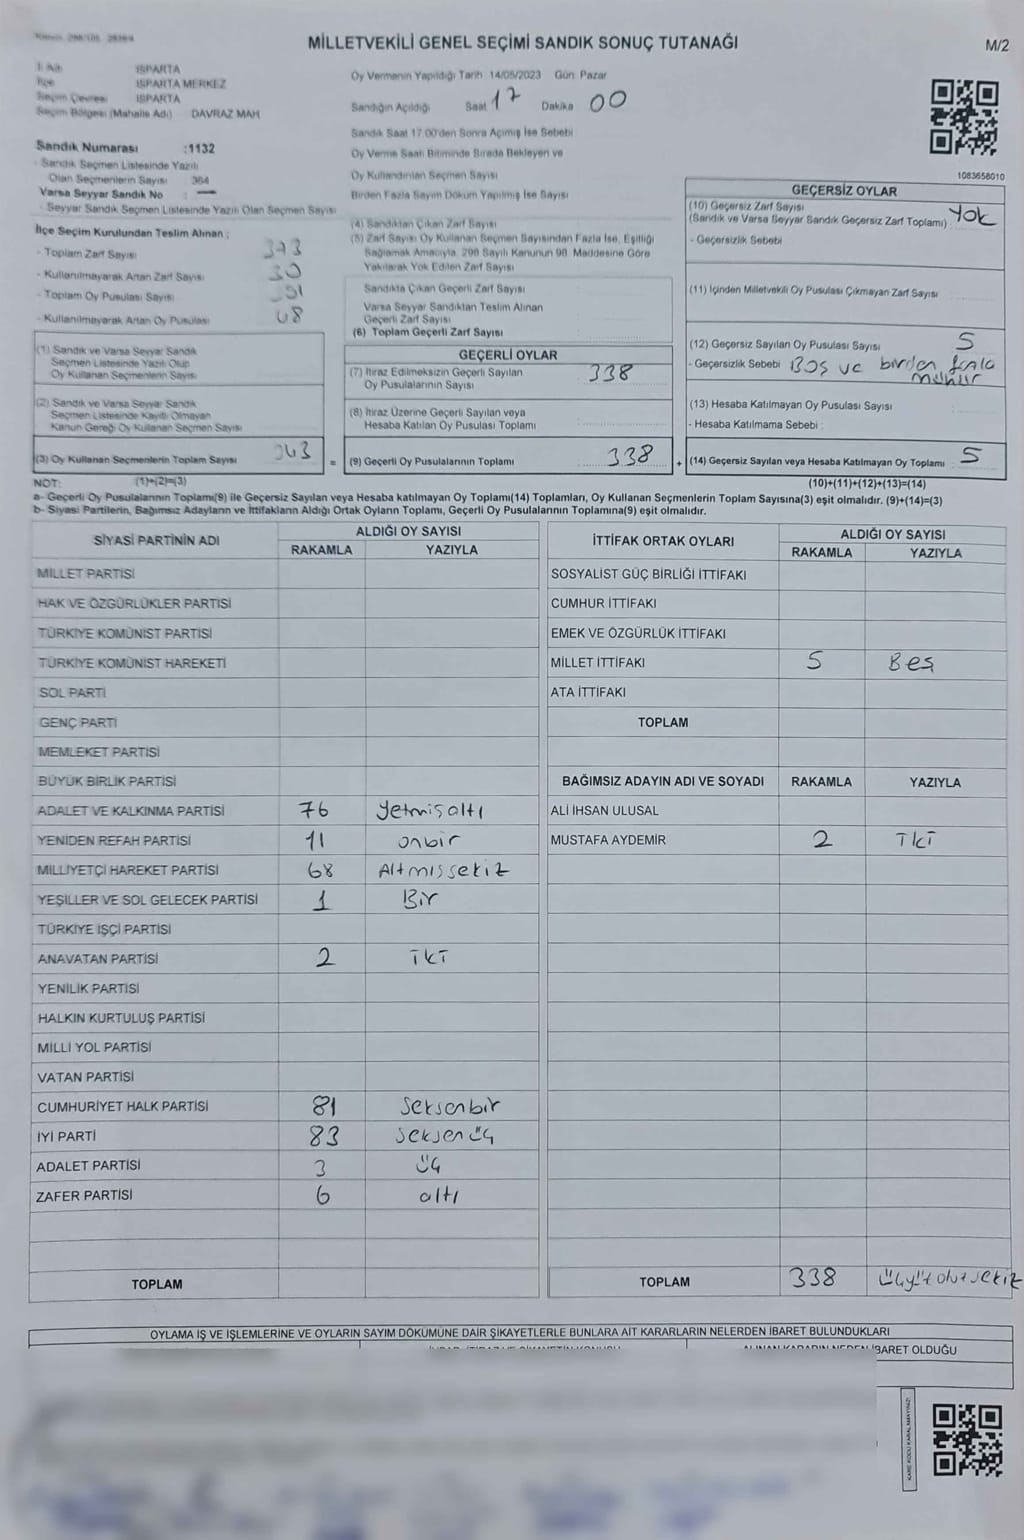 MİLLETVEKİLİ GENEL SEÇİMİ SANDIK SONUÇ TUTANAĞI
M/2
ISPARTA
İlçe ISPARTA MERKEZ
Seçim Çevresi ISPARTA
Seçim Bölgesi (Mahalle Adı) DAVRAZ MAH
Oy Vermenin Yapıldığı Tarih 14/05/2023 Gün Pazar
Sandığın Açıldığı Saat 17 Dakika 00
Sandık Saat 17.00'den Sonra Açımış İse Sebebi
Oy Verme Saati Bitiminde Sırada Bekleyen ve
Oy Kullandırılan Seçmen Sayısı
Birden Fazla Sayım Döküm Yapılmış İse Sayısı
Sandık Numarası :1132
- Sandık Seçmen Listesinde Yazılı
Olan Seçmenlerin Sayısı : 364
Varsa Seyyar Sandık No : —
- Seyyar Sandık Seçmen Listesinde Yazılı Olan Seçmen Sayısı
İlçe Seçim Kurulundan Teslim Alınan ;
- Toplam Zarf Sayısı 373
- Kullanılmayarak Artan Zarf Sayısı 30
- Toplam Oy Pusulası Sayısı
- Kullanılmayarak Artan Oy Pusulası 08
(1) Sandık ve Varsa Seyyar Sandık
Seçmen Listesinde Yazılı Olup
Oy Kullanan Seçmenlerin Sayısı
(2) Sandık ve Varsa Seyyar Sandık
Seçmen Listesinde Kayıtlı Olmayan
Kanun Gereği Oy Kullanan Seçmen Sayısı
(3) Oy Kullanan Seçmenlerin Toplam Sayısı 343 =
(4) Sandıktan Çıkan Zarf Sayısı
(5) Zarf Sayısı Oy Kullanan Seçmen Sayısından Fazla İse, Eşitliği
Sağlamak Amacıyla, 298 Sayılı Kanunun 98. Maddesine Göre
Yakılarak Yok Edilen Zarf Sayısı
Sandıkta Çıkan Geçerli Zarf Sayısı
Varsa Seyyar Sandıktan Teslim Alınan
Geçerli Zarf Sayısı
(6) Toplam Geçerli Zarf Sayısı
GEÇERLİ OYLAR
(7) İtiraz Edilmeksizin Geçerli Sayılan
Oy Pusulalarının Sayısı 338
(8) İtiraz Üzerine Geçerli Sayılan veya
Hesaba Katılan Oy Pusulası Toplamı
(9) Geçerli Oy Pusulalarının Toplamı 338 +
1083658010
GEÇERSİZ OYLAR
(10) Geçersiz Zarf Sayısı
(Sandık ve Varsa Seyyar Sandık Geçersiz Zarf Toplamı) Yok
- Geçersizlik Sebebi
(11) İçinden Milletvekili Oy Pusulası Çıkmayan Zarf Sayısı
(12) Geçersiz Sayılan Oy Pusulası Sayısı 5
- Geçersizlik Sebebi Boş ve birden fazla
mühür
(13) Hesaba Katılmayan Oy Pusulası Sayısı
- Hesaba Katılmama Sebebi :
(14) Geçersiz Sayılan veya Hesaba Katılmayan Oy Toplamı 5
NOT: (1)+(2)=(3) (10)+(11)+(12)+(13)=(14)
a- Geçerli Oy Pusulalarının Toplamı(9) ile Geçersiz Sayılan veya Hesaba katılmayan Oy Toplamı(14) Toplamları, Oy Kullanan Seçmenlerin Toplam Sayısına(3) eşit olmalıdır. (9)+(14)=(3)
b- Siyasi Partilerin, Bağımsız Adayların ve İttifakların Aldığı Ortak Oyların Toplamı, Geçerli Oy Pusulalarının Toplamına(9) eşit olmalıdır.
SİYASİ PARTİNİN ADI ALDIĞI OY SAYISI
RAKAMLA YAZIYLA
MİLLET PARTİSİ
HAK VE ÖZGÜRLÜKLER PARTİSİ
TÜRKİYE KOMÜNİST PARTİSİ
TÜRKİYE KOMÜNİST HAREKETİ
SOL PARTİ
GENÇ PARTİ
MEMLEKET PARTİSİ
BÜYÜK BİRLİK PARTİSİ
ADALET VE KALKINMA PARTİSİ 76 Yetmişaltı
YENİDEN REFAH PARTİSİ 11 onbir
MİLLİYETÇİ HAREKET PARTİSİ 68 Altmışsekiz
YEŞİLLER VE SOL GELECEK PARTİSİ 1 Bir
TÜRKİYE İŞÇİ PARTİSİ
ANAVATAN PARTİSİ 2 İki
YENİLİK PARTİSİ
HALKIN KURTULUŞ PARTİSİ
MİLLİ YOL PARTİSİ
VATAN PARTİSİ
CUMHURİYET HALK PARTİSİ 81 Seksenbir
İYİ PARTİ 83 Seksenüç
ADALET PARTİSİ 3 üç
ZAFER PARTİSİ 6 altı
TOPLAM
İTTİFAK ORTAK OYLARI ALDIĞI OY SAYISI
RAKAMLA YAZIYLA
SOSYALİST GÜÇ BİRLİĞİ İTTİFAKI
CUMHUR İTTİFAKI
EMEK VE ÖZGÜRLÜK İTTİFAKI
MİLLET İTTİFAKI 5 Beş
ATA İTTİFAKI
TOPLAM
BAĞIMSIZ ADAYIN ADI VE SOYADI RAKAMLA YAZIYLA
ALİ İHSAN ULUSAL
MUSTAFA AYDEMİR 2 İki
TOPLAM 338 üçyüzotuzsekiz
OYLAMA İŞ VE İŞLEMLERİNE VE OYLARIN SAYIM DÖKÜMÜNE DAİR ŞİKAYETLERLE BUNLARA AİT KARARLARIN NELERDEN İBARET BULUNDUKLARI
İBARET OLDUĞU
KARE KODU KARALAMAYINIZ!